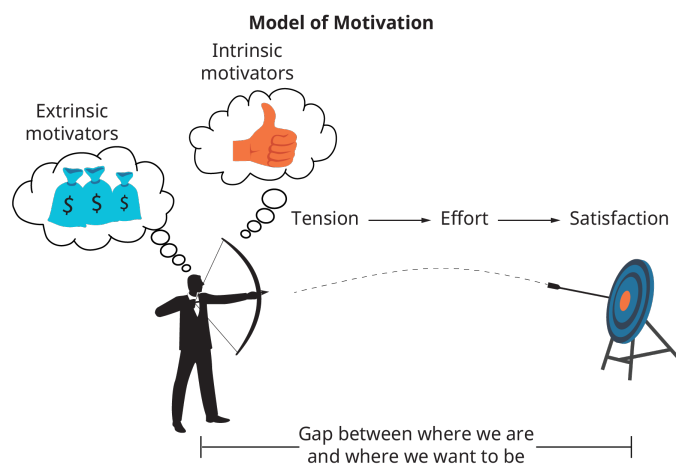 Model of Motivation
Intrinsic
motivators
Extrinsic
motivators
$ $ $
Tension Effort Satisfaction
Gap between where we are
and where we want to be